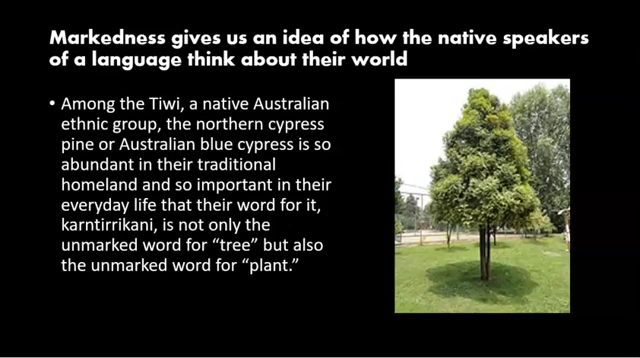 Markedness gives us an idea of how the native speakers
of a language think about their world
• Among the Tiwi, a native Australian
ethnic group, the northern cypress
pine or Australian blue cypress is so
abundant in their traditional
homeland and so important in their
everyday life that their word for it,
karntirrikani, is not only the
unmarked word for “tree” but also
the unmarked word for “plant.”